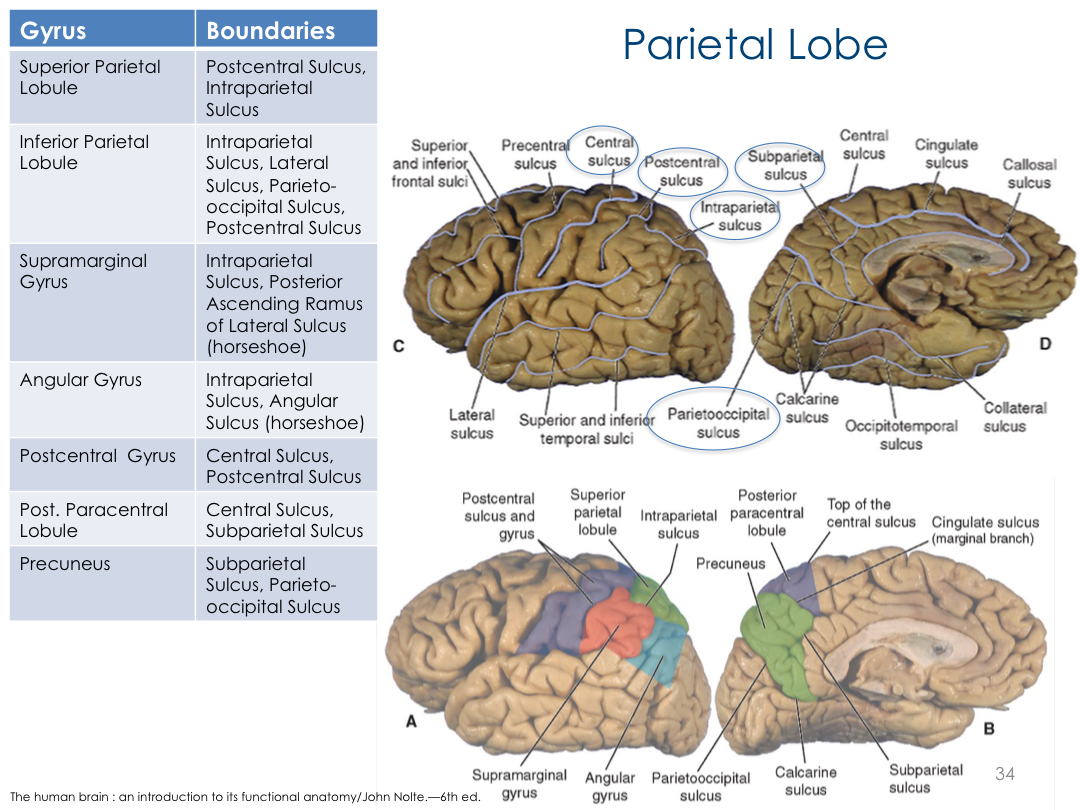 Parietal Lobe
Gyrus
Boundaries
Superior Parietal
Lobule
Postcentral Sulcus,
Intraparietal
Sulcus
Inferior Parietal
Lobule
Intraparietal
Sulcus, Lateral
Sulcus, Parieto-
occipital Sulcus,
Postcentral Sulcus
Supramarginal
Gyrus
Intraparietal
Sulcus, Posterior
Ascending Ramus
of Lateral Sulcus
(horseshoe)
Angular Gyrus
Intraparietal
Sulcus, Angular
Sulcus (horseshoe)
Postcentral Gyrus
Central Sulcus,
Postcentral Sulcus
Post. Paracentral
Lobule
Central Sulcus,
Subparietal Sulcus
Precuneus
Subparietal
Sulcus, Parieto-
occipital Sulcus
Superior
and inferior
frontal sulci
Precentral
sulcus
Central
sulcus
Postcentral
sulcus
Intraparietal
sulcus
Subparietal
sulcus
Central
sulcus
Cingulate
sulcus
Callosal
sulcus
C
D
Lateral
sulcus
Superior and inferior
temporal sulci
Parietooccipital
sulcus
Calcarine
sulcus
Occipitotemporal
sulcus
Collateral
sulcus
Postcentral
sulcus and
gyrus
Superior
parietal
lobule
Intraparietal
sulcus
Posterior
paracentral
lobule
Precuneus
Top of the
central sulcus
Cingulate sulcus
(marginal branch)
A
B
Supramarginal
gyrus
Angular
gyrus
Parietooccipital
sulcus
Calcarine
sulcus
Subparietal
sulcus
34
The human brain : an introduction to its functional anatomy/John Nolte.—6th ed.